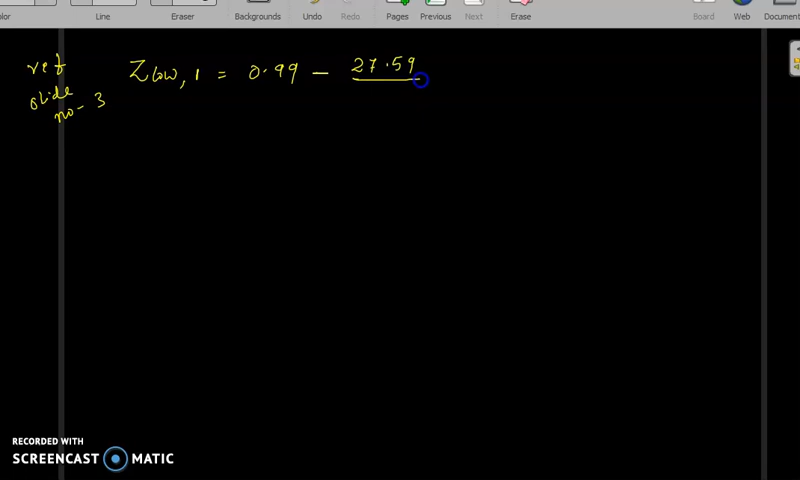 olor
Line
Eraser
Backgrounds
Undo
Redo
Pages
Previous
Next
Erase
Board
Web
Document
ref
slide
no- 3
Zbw, 1 = 0.99 - 27.59
RECORDED WITH
SCREENCAST MATIC